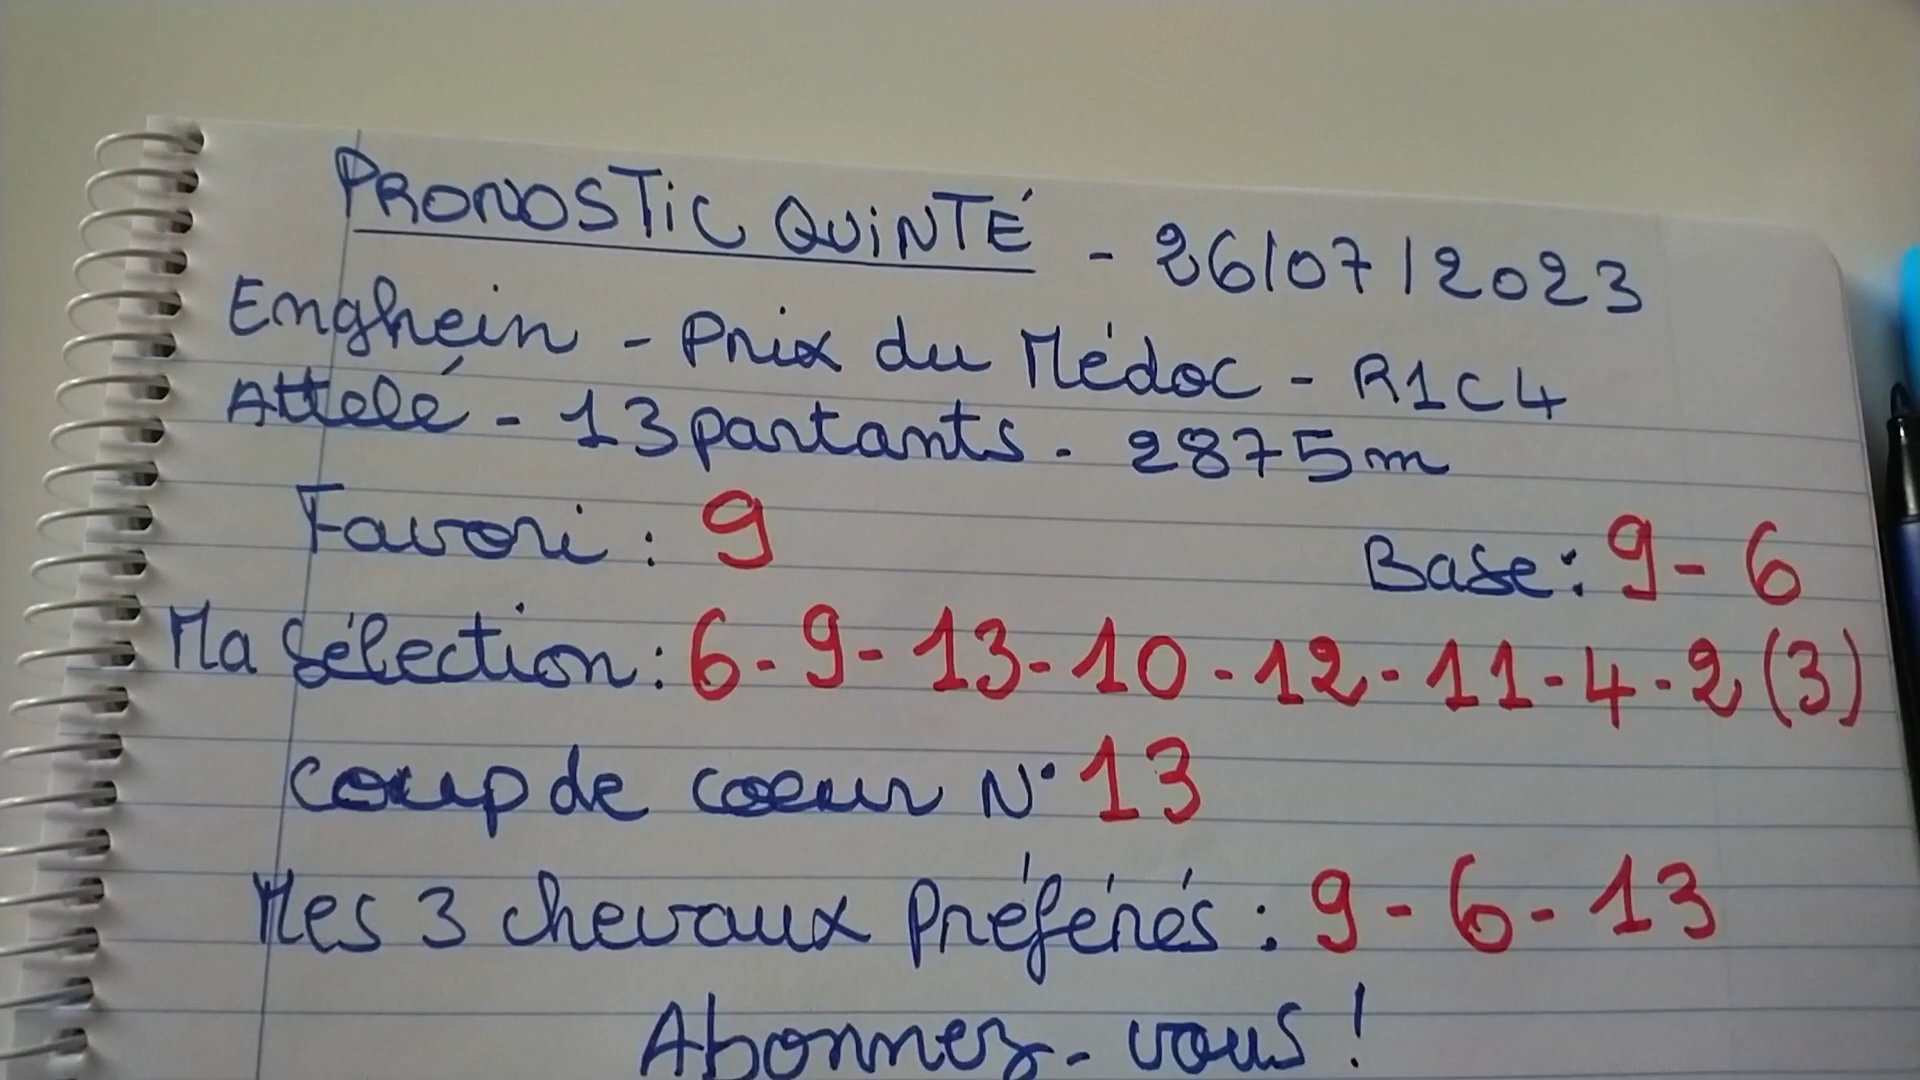 PRONOSTiC QUiNTÉ - 26/07/2023
Enghein - Prix du Médoc - R1C4
Attelé - 13 partants - 2875m
Favori : 9 Base : 9 - 6
Ma Sélection : 6 - 9 - 13 - 10 - 12 - 11 - 4 - 2 (3)
coup de coeur N° 13
Mes 3 chevaux préférés : 9 - 6 - 13
Abonnez-vous !